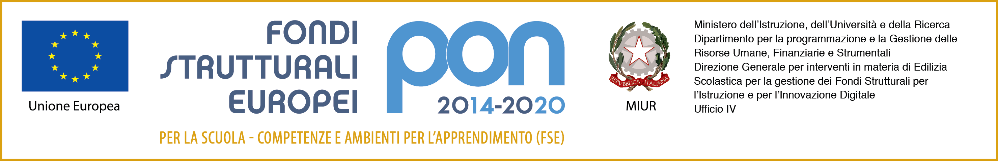 Unione Europea
FONDI
STRUTTURALI
EUROPEI
pon
2014-2020
PER LA SCUOLA - COMPETENZE E AMBIENTI PER L'APPRENDIMENTO (FSE)
MIUR
Ministero dell'Istruzione, dell'Università e della Ricerca
Dipartimento per la programmazione e la Gestione delle
Risorse Umane, Finanziarie e Strumentali
Direzione Generale per interventi in materia di Edilizia
Scolastica per la gestione dei Fondi Strutturali per
l'Istruzione e per l'Innovazione Digitale
Ufficio IV